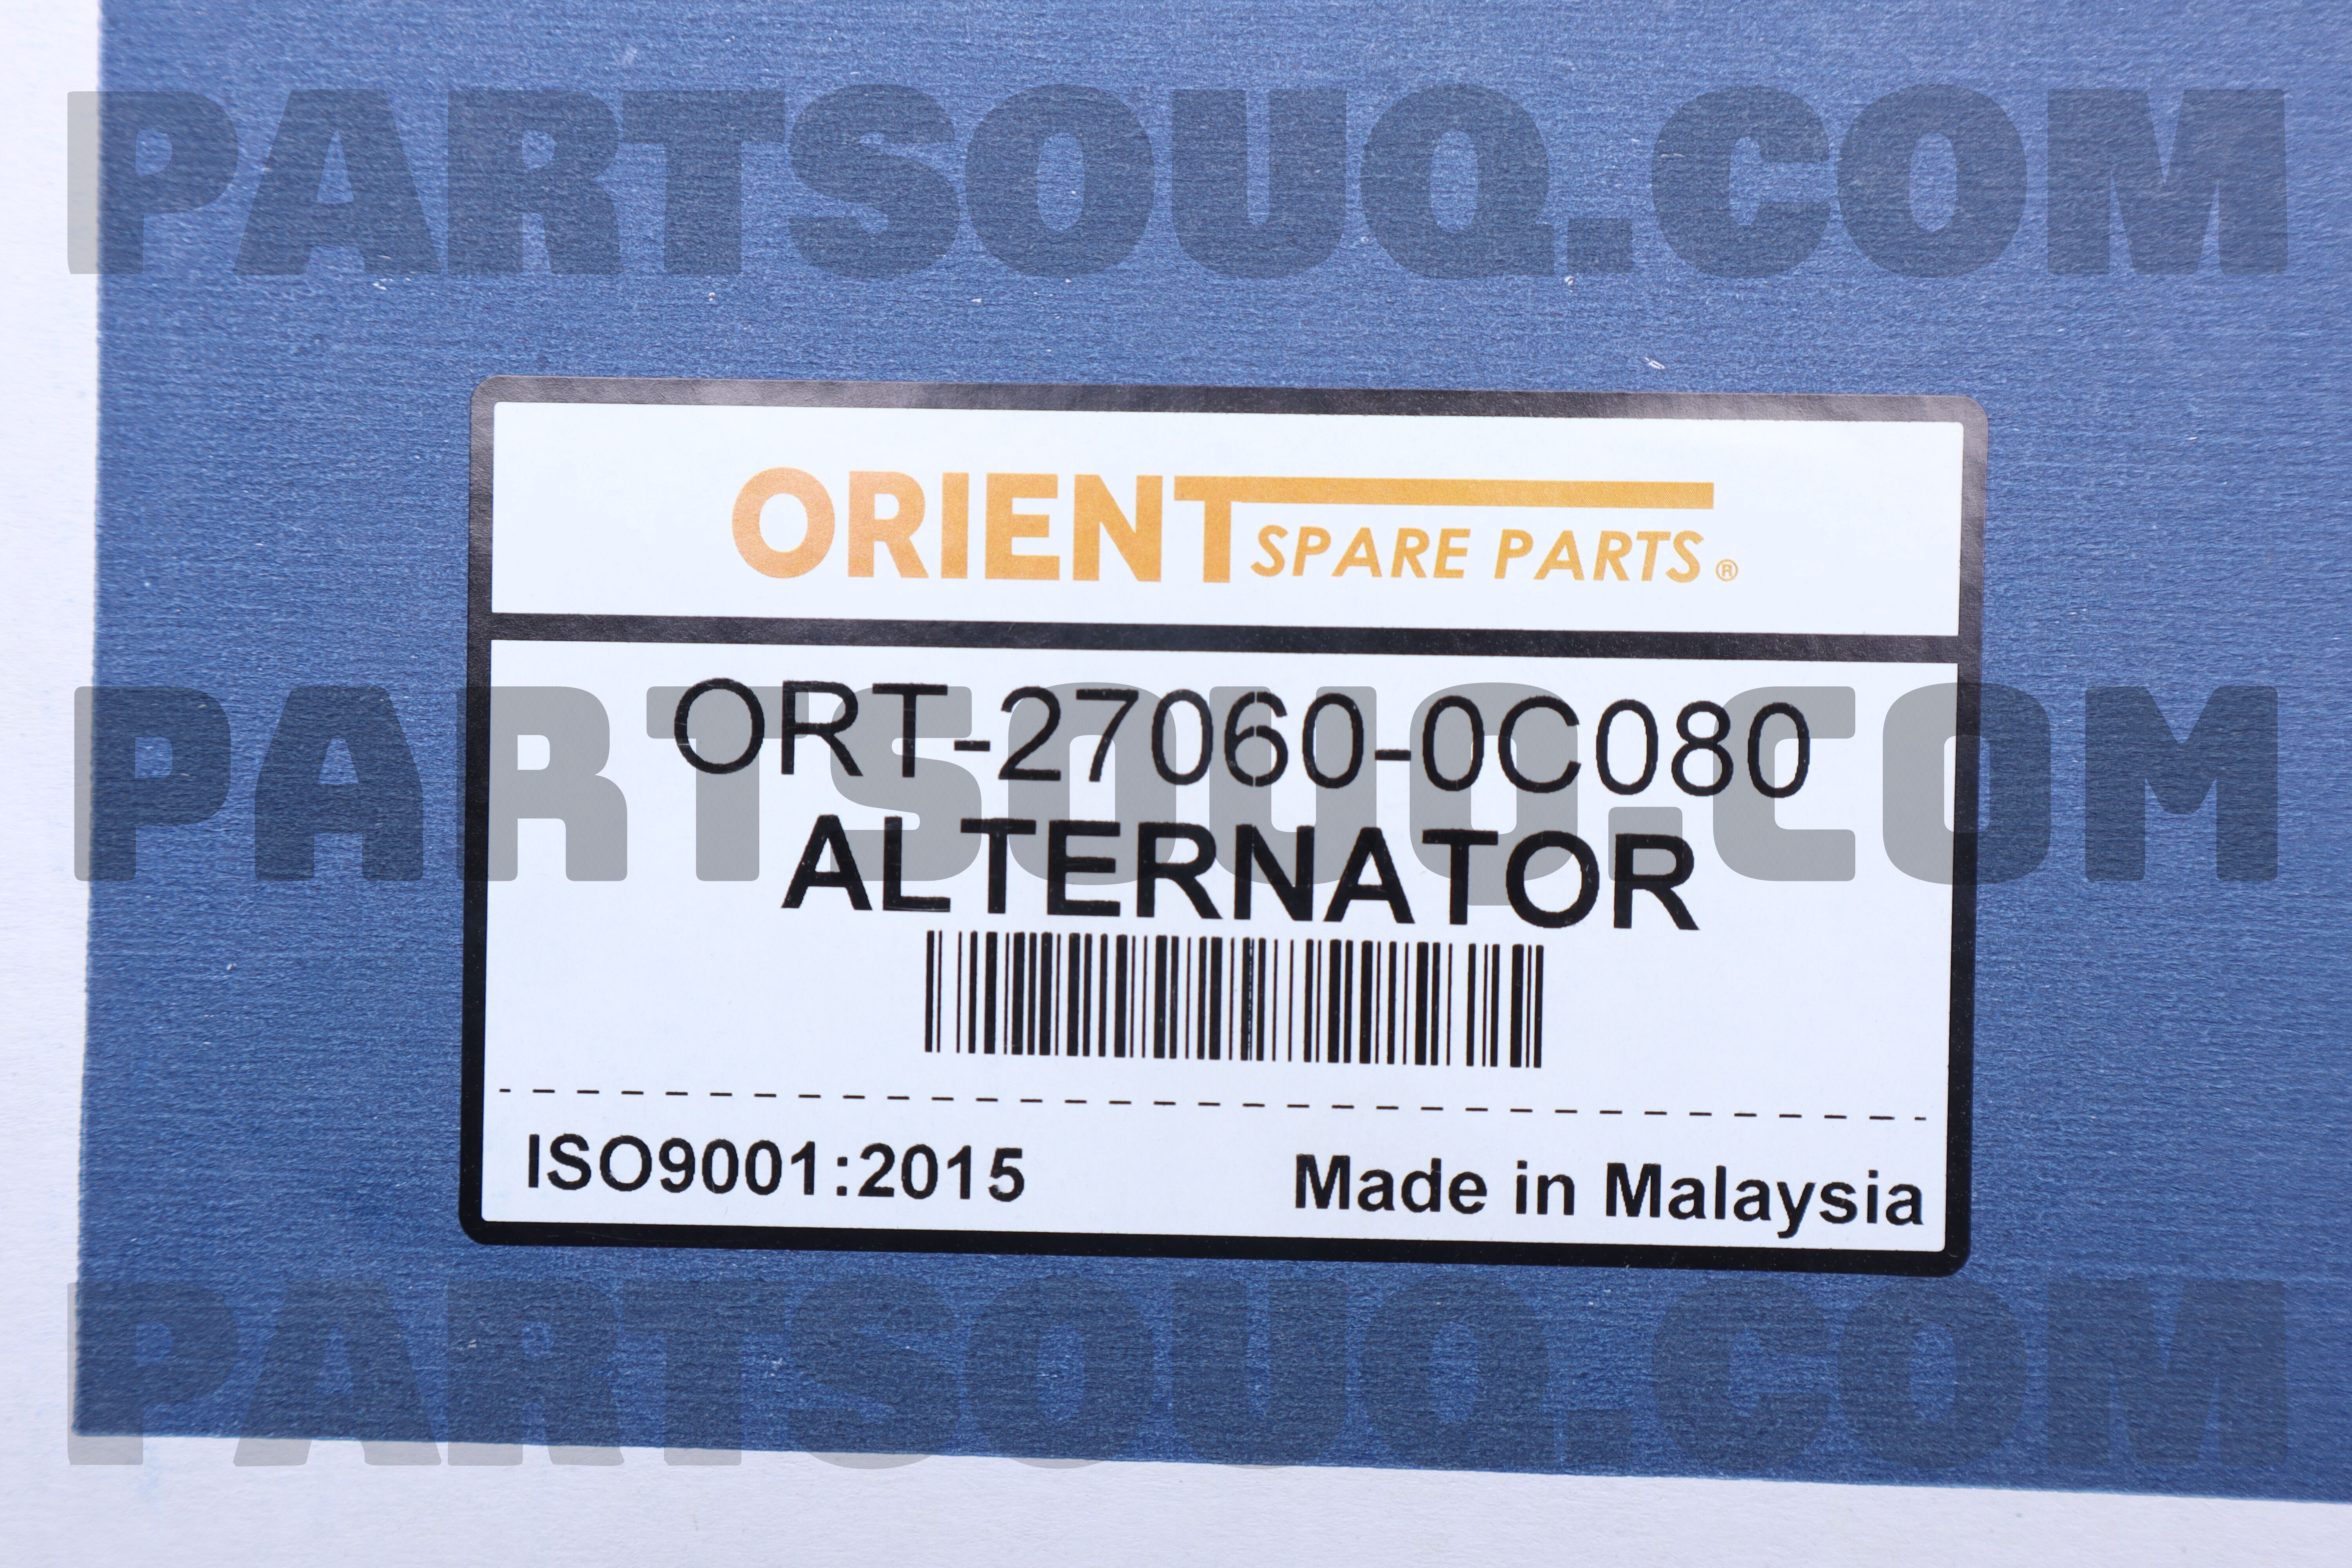 PARTSOUQ.COM
ORIENT SPARE PARTS ®
PARTSOUQ.COM
ORT-27060-0C080
ALTERNATOR
ISO9001:2015 Made in Malaysia
PARTSOUQ.COM